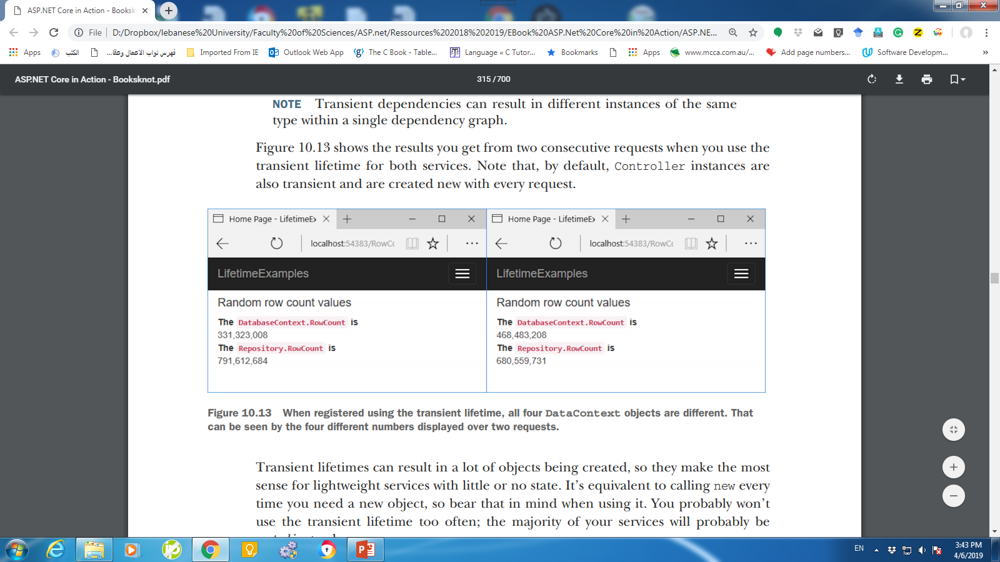 ASP.NET Core in Action - Booksk
File D:/Dropbox/lebanese%20University/Faculty%20of%20Sciences/ASP.net/Ressources%202018%202019/EBook%20ASP.Net%20Core%20in%20Action/ASP.NE...
Apps الكتب فهرس ثواب الاعمال وعقا... Imported From IE Outlook Web App The C Book - Table... Language « C Tutor... Bookmarks Apps www.mcca.com.au/... Add page numbers... Software Developm... »
ASP.NET Core in Action - Booksknot.pdf 315 / 700
NOTE Transient dependencies can result in different instances of the same
type within a single dependency graph.
Figure 10.13 shows the results you get from two consecutive requests when you use the
transient lifetime for both services. Note that, by default, Controller instances are
also transient and are created new with every request.
Home Page - LifetimeEx Home Page - LifetimeEx
localhost:54383/RowCo localhost:54383/RowCo
LifetimeExamples LifetimeExamples
Random row count values Random row count values
The DatabaseContext.RowCount is The DatabaseContext.RowCount is
331,323,008 468,483,208
The Repository.RowCount is The Repository.RowCount is
791,612,684 680,559,731
Figure 10.13 When registered using the transient lifetime, all four DataContext objects are different. That
can be seen by the four different numbers displayed over two requests.
Transient lifetimes can result in a lot of objects being created, so they make the most
sense for lightweight services with little or no state. It's equivalent to calling new every
time you need a new object, so bear that in mind when using it. You probably won't
use the transient lifetime too often; the majority of your services will probably be
EN 3:43 PM
4/6/2019